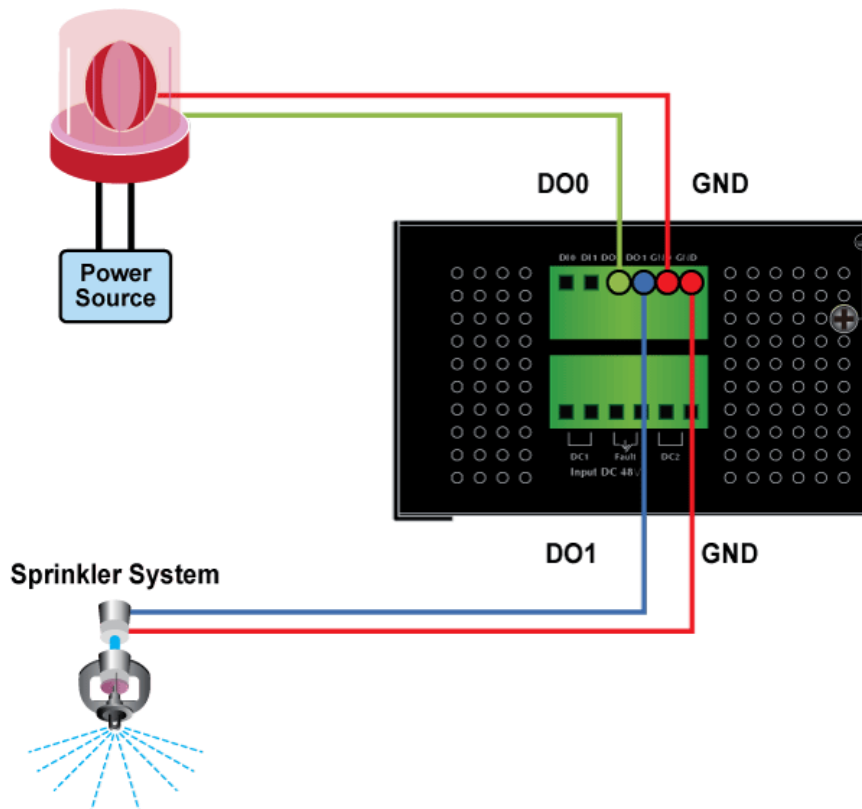 DO0 GND
Power
Source
DI0 DI1 DO0 DO1 GND GND
DC1 Fault DC2
Input DC 48V
DO1 GND
Sprinkler System